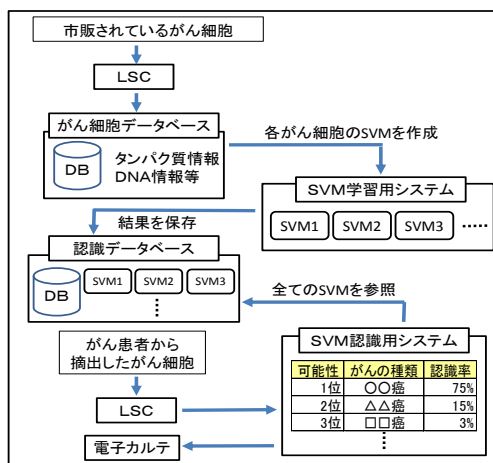 市販されているがん細胞
LSC
がん細胞データベース
DB
タンパク質情報
DNA情報等
各がん細胞のSVMを作成
SVM学習用システム
SVM1 SVM2 SVM3 ・・・・・
結果を保存
認識データベース
DB
SVM1 SVM2 SVM3
全てのSVMを参照
がん患者から
摘出したがん細胞
LSC
SVM認識用システム
可能性 がんの種類 認識率
1位 〇〇癌 75%
2位 △△癌 15%
3位 □□癌 3%
電子カルテ